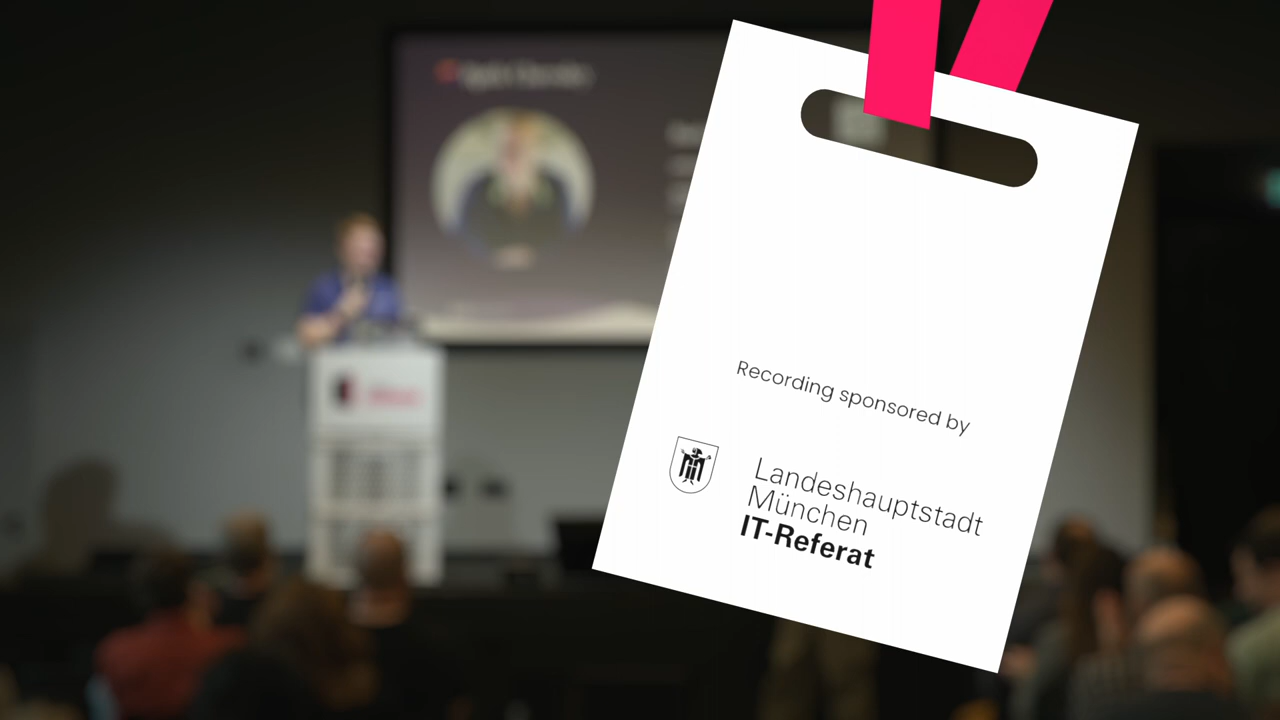 Recording sponsored by
Landeshauptstadt
München
IT-Referat